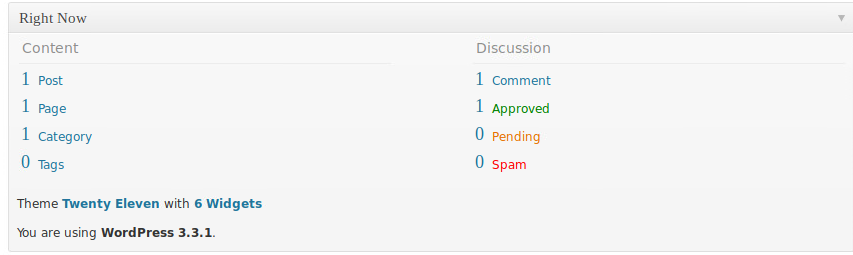 Right Now
Content
1 Post
1 Page
1 Category
0 Tags
Discussion
1 Comment
1 Approved
0 Pending
0 Spam
Theme Twenty Eleven with 6 Widgets
You are using WordPress 3.3.1.